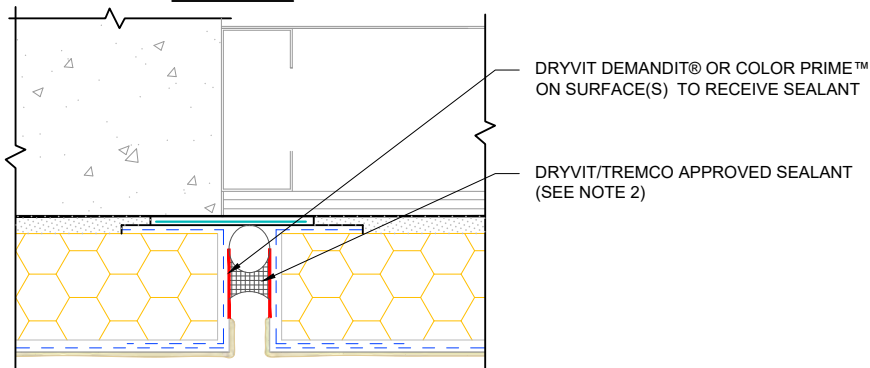 DRYVIT DEMANDIT® OR COLOR PRIME™
ON SURFACE(S) TO RECEIVE SEALANT
DRYVIT/TREMCO APPROVED SEALANT
(SEE NOTE 2)